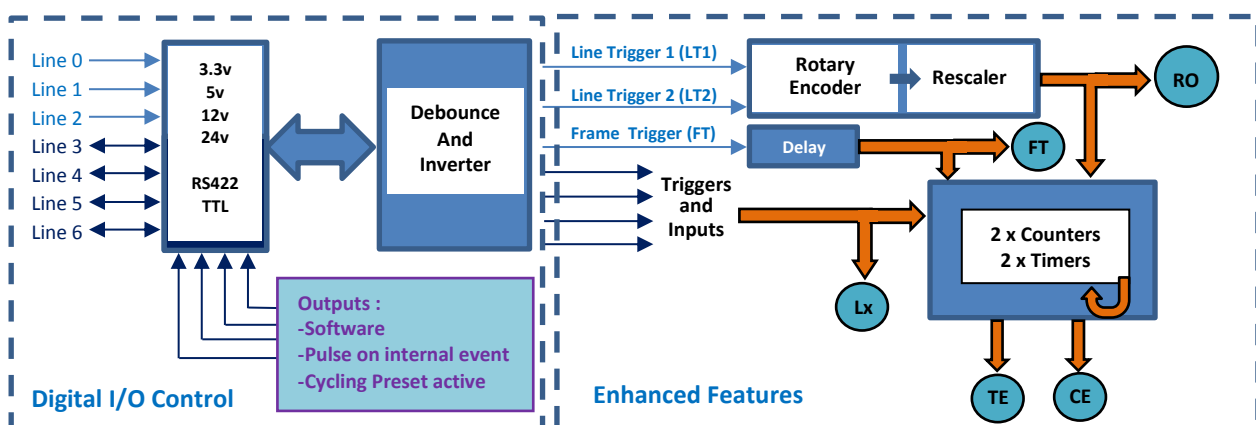 Line 0
Line 1
Line 2
Line 3
Line 4
Line 5
Line 6
3.3v
5v
12v
24v
RS422
TTL
Debounce
And
Inverter
Outputs :
-Software
-Pulse on internal event
-Cycling Preset active
Digital I/O Control
Line Trigger 1 (LT1)
Line Trigger 2 (LT2)
Frame Trigger (FT)
Rotary
Encoder
Rescaler
RO
Delay
FT
Triggers
and
Inputs
Lx
2 x Counters
2 x Timers
TE
CE
Enhanced Features